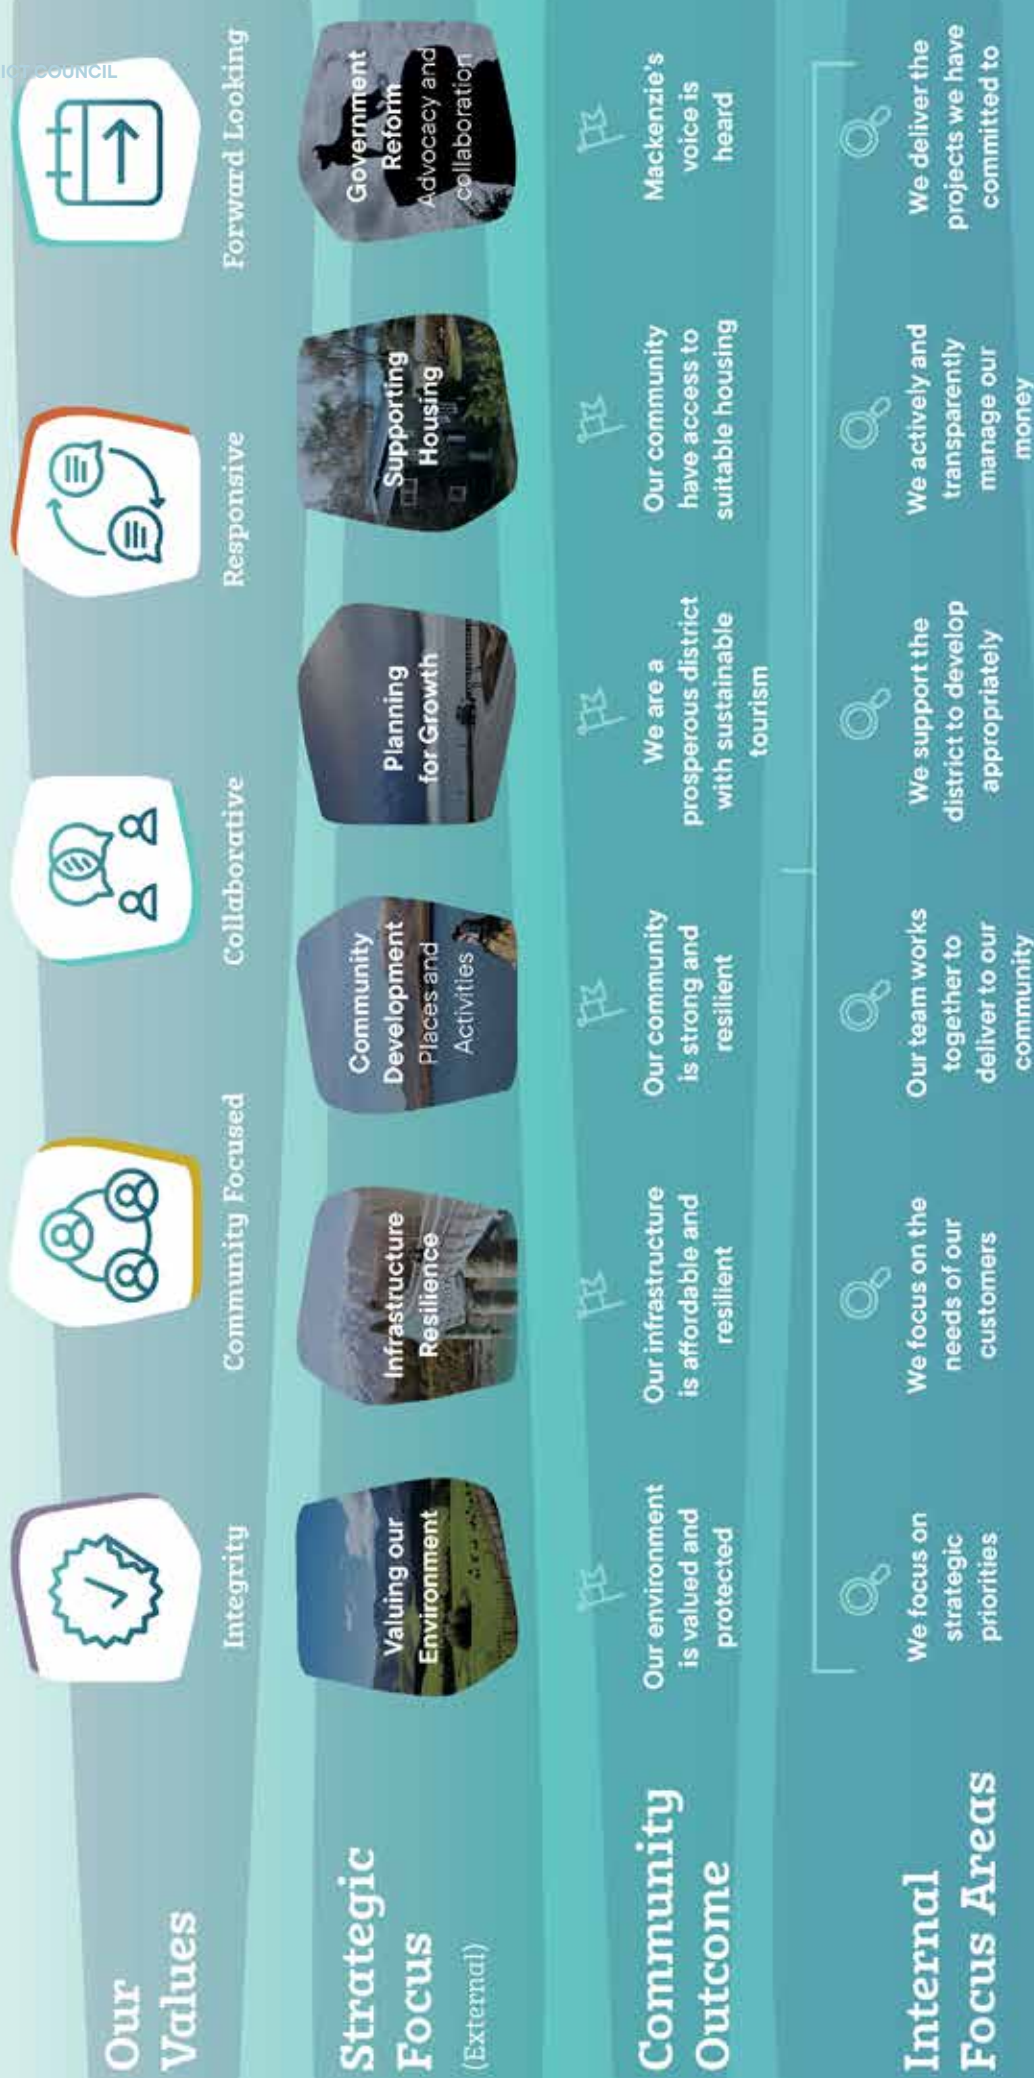 Our
Values
Integrity
Community Focused
Collaborative
Responsive
Forward Looking
Strategic
Focus
(External)
Valuing our
Environment
Infrastructure
Resilience
Community
Development
Places and
Activities
Planning
for Growth
Supporting
Housing
Government
Reform
Advocacy and
collaboration
Community
Outcome
Our environment
is valued and
protected
Our infrastructure
is affordable and
resilient
Our community
is strong and
resilient
We are a
prosperous district
with sustainable
tourism
Our community
have access to
suitable housing
Mackenzie's
voice is
heard
Internal
Focus Areas
We focus on
strategic
priorities
We focus on the
needs of our
customers
Our team works
together to
deliver to our
community
We support the
district to develop
appropriately
We actively and
transparently
manage our
money
We deliver the
projects we have
committed to
COUNCIL